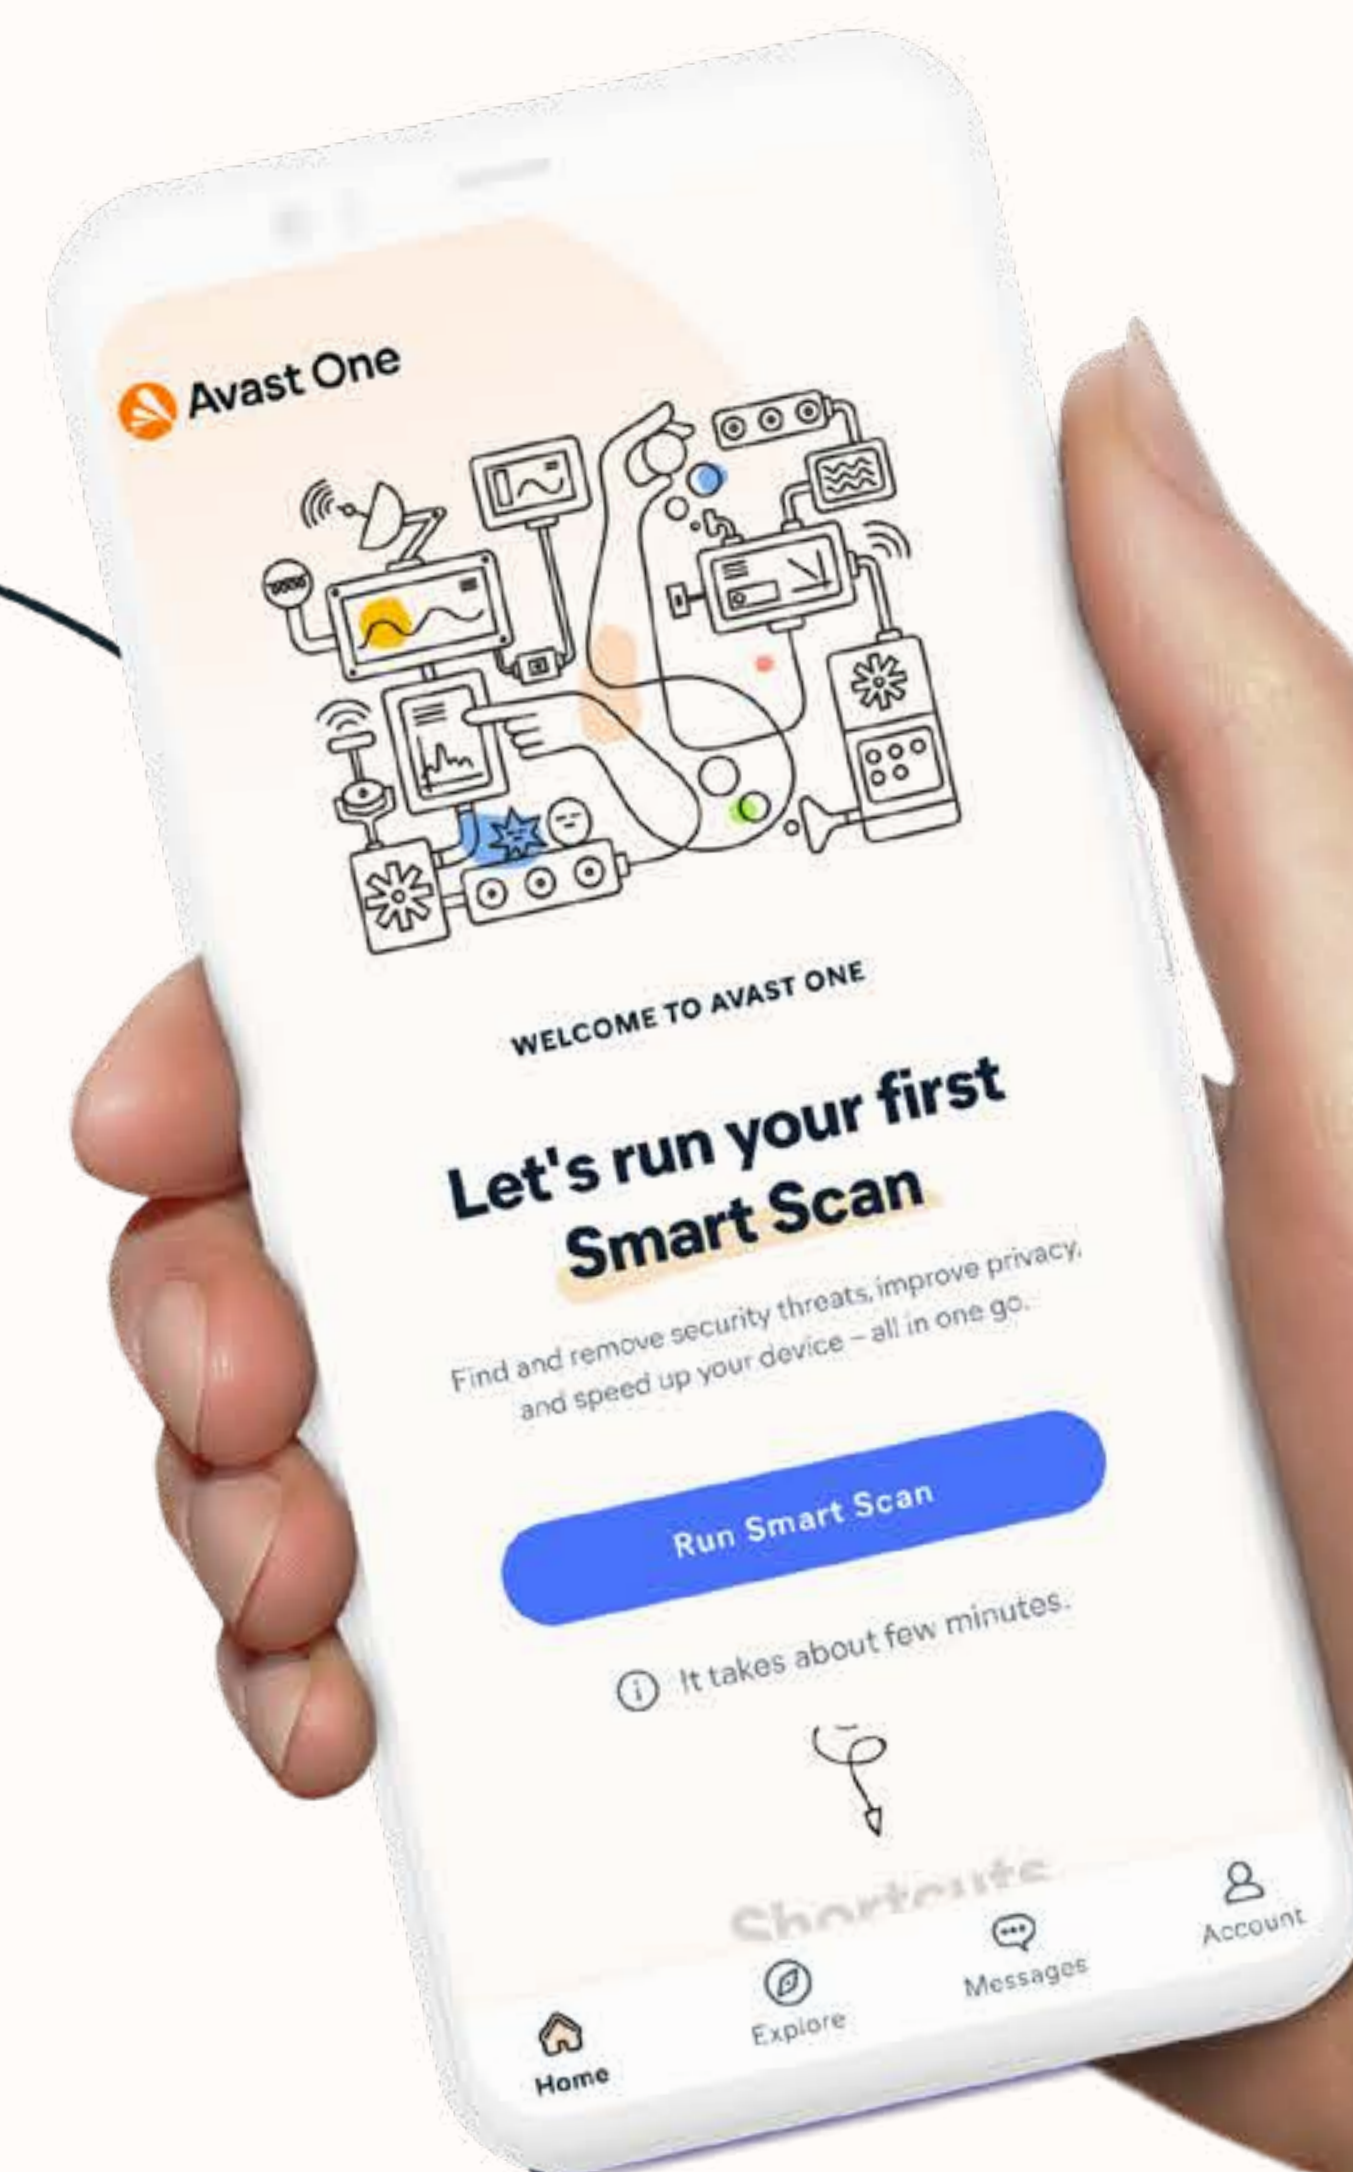 Avast One
WELCOME TO AVAST ONE
Let's run your first
Smart Scan
Find and remove security threats, improve privacy,
and speed up your device – all in one go.
Run Smart Scan
It takes about few minutes.
Shortcuts
Home
Explore
Messages
Account